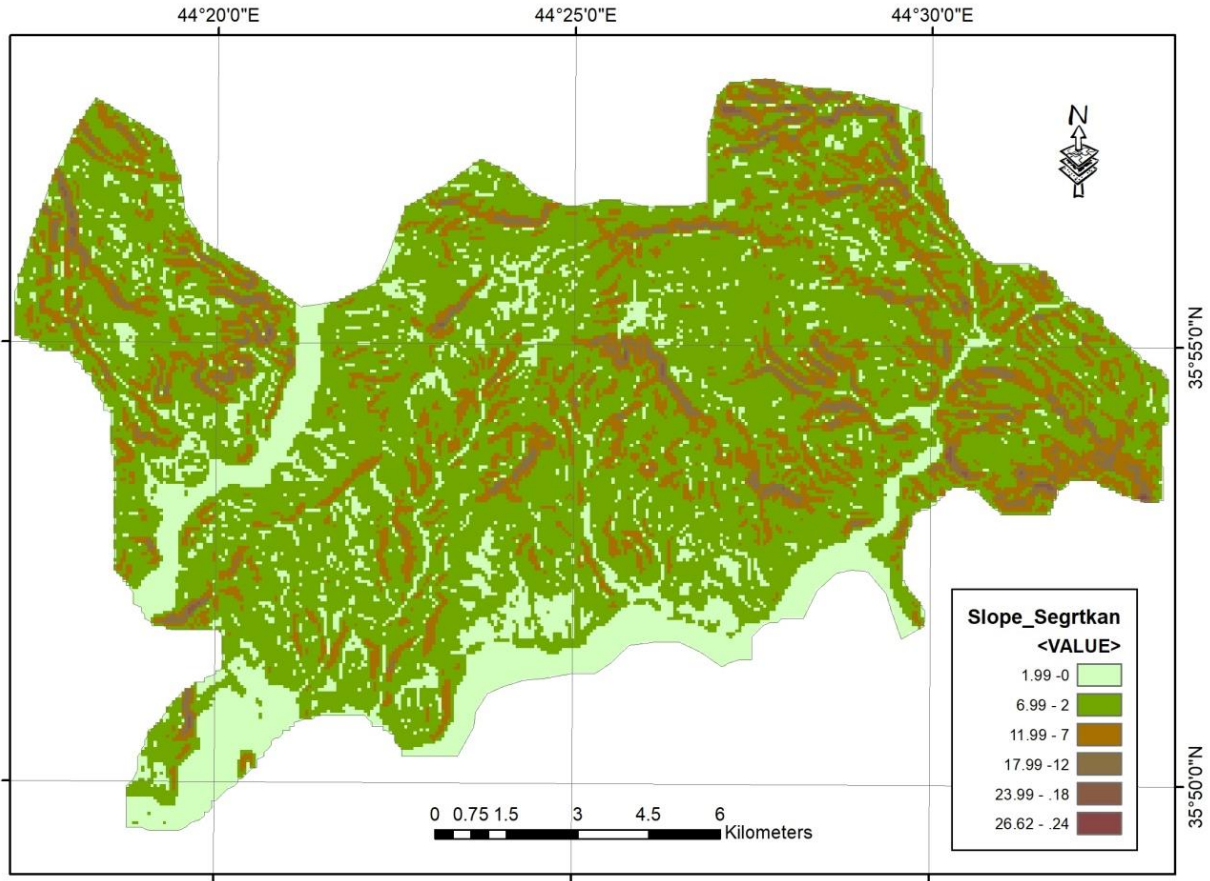 44°20'0"E
44°25'0"E
44°30'0"E
N
35°55'0"N
Slope_Segrtkan
<VALUE>
1.99 -0
6.99 - 2
11.99 - 7
17.99 -12
23.99 - .18
26.62 - .24
35°50'0"N
0 0.75 1.5 3 4.5 6
Kilometers